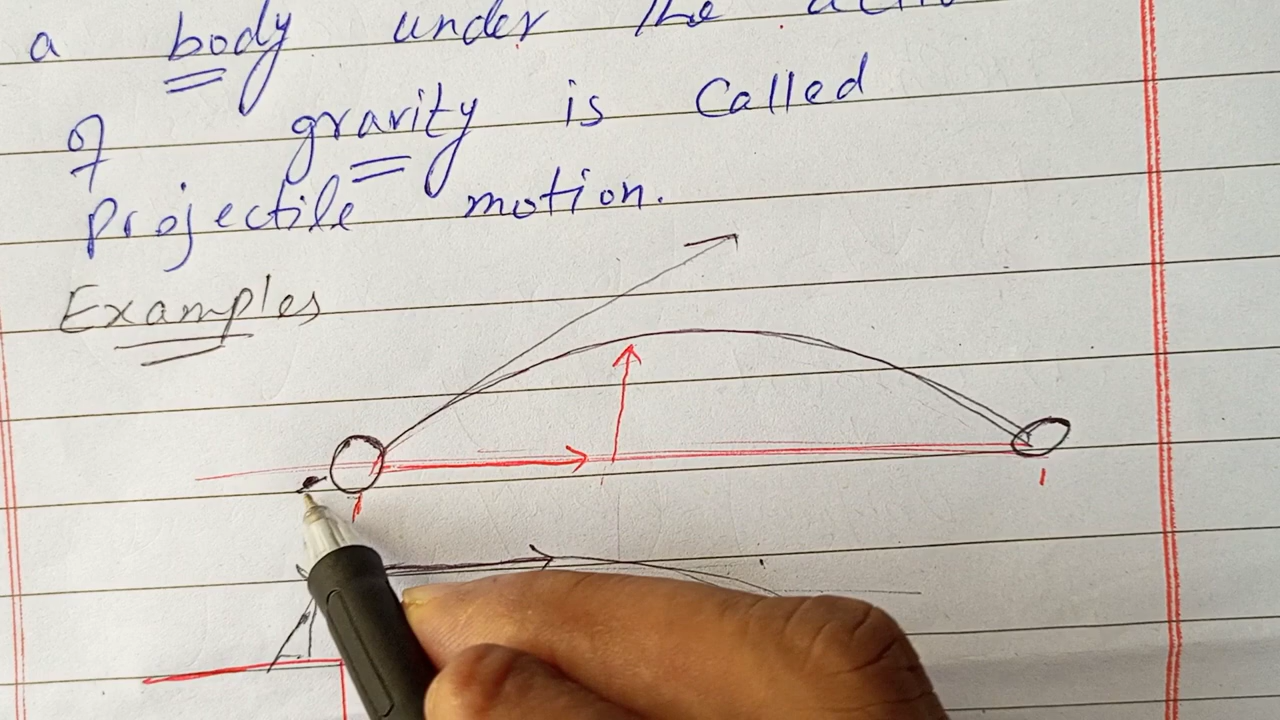 a body under the
of gravity is called
Projectile motion.
Examples